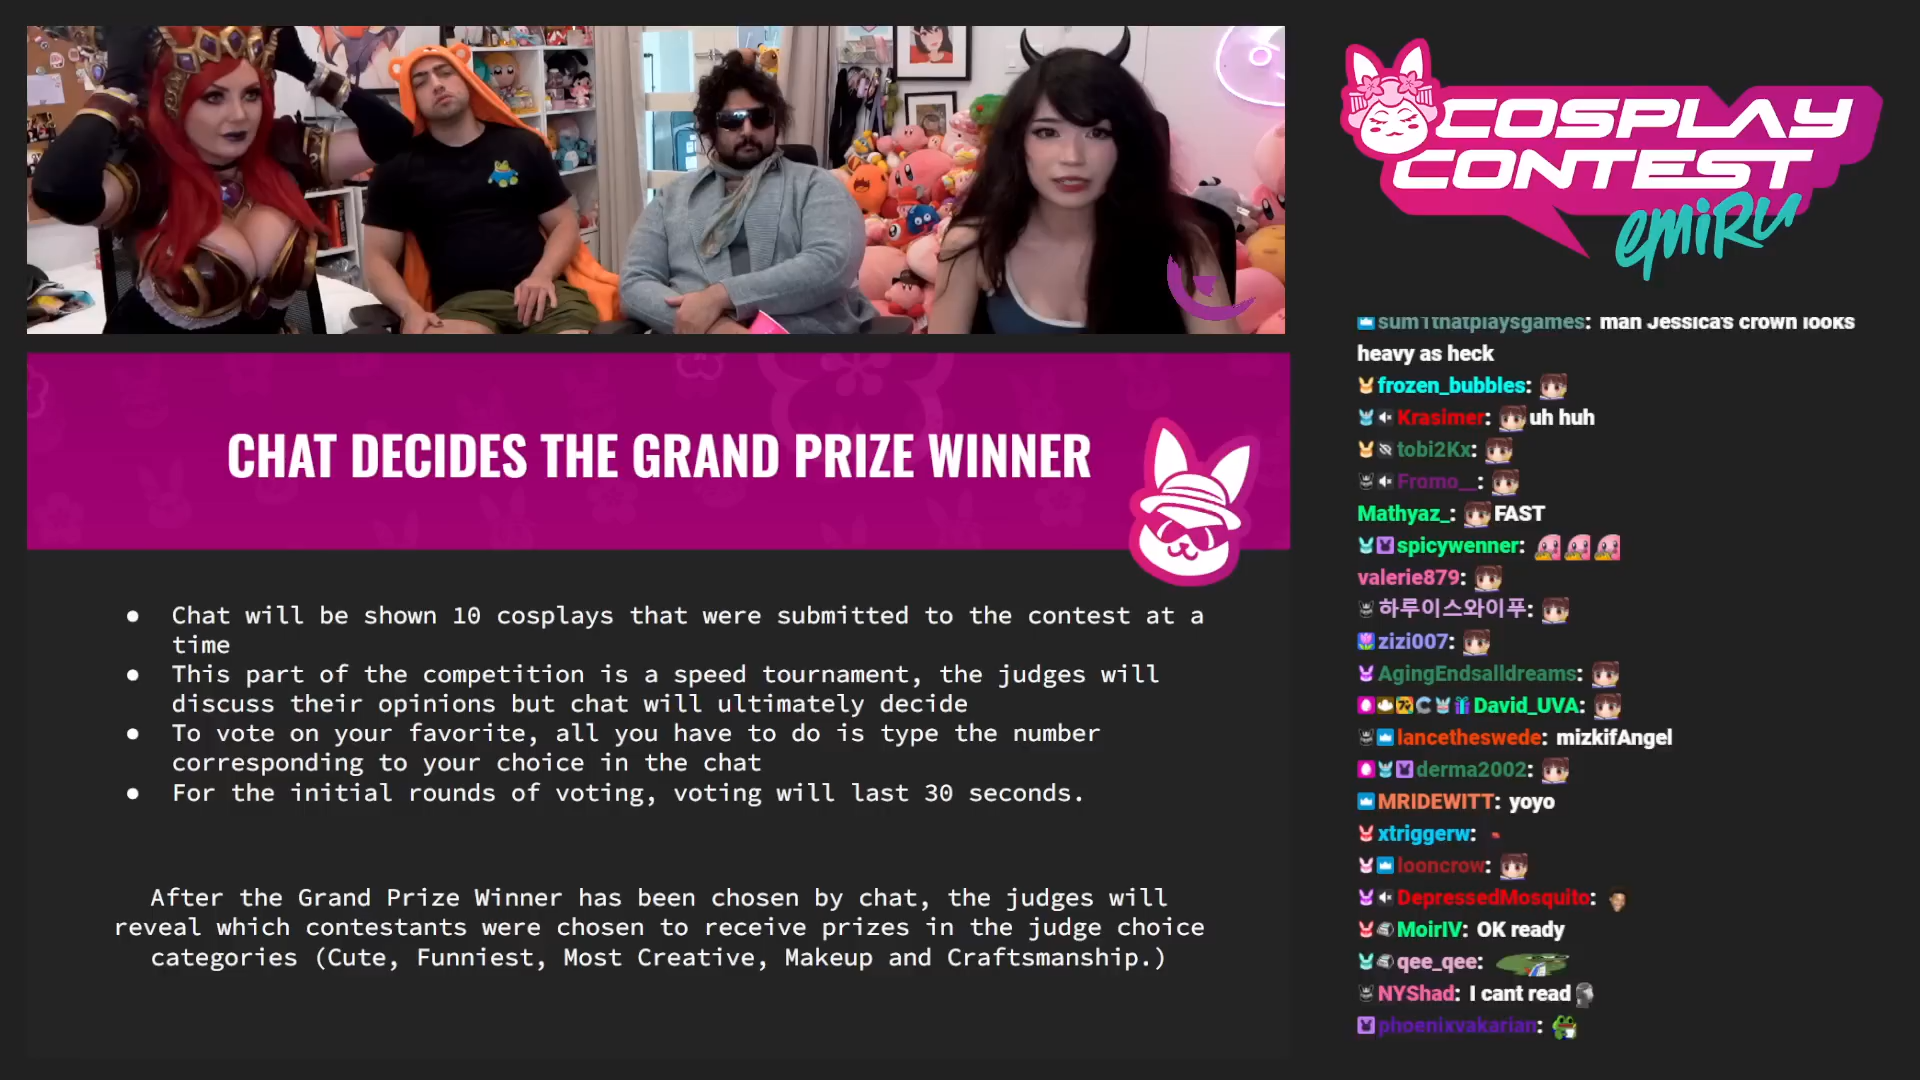 COSPLAY
CONTEST
emiru
CHAT DECIDES THE GRAND PRIZE WINNER
● Chat will be shown 10 cosplays that were submitted to the contest at a
time
● This part of the competition is a speed tournament, the judges will
discuss their opinions but chat will ultimately decide
● To vote on your favorite, all you have to do is type the number
corresponding to your choice in the chat
● For the initial rounds of voting, voting will last 30 seconds.
After the Grand Prize Winner has been chosen by chat, the judges will
reveal which contestants were chosen to receive prizes in the judge choice
categories (Cute, Funniest, Most Creative, Makeup and Craftsmanship.)
sum1thatplaysgames: man Jessica's crown looks
heavy as heck
frozen_bubbles:
Krasimer: uh huh
tobi2Kx:
Fromo__:
Mathyaz_: FAST
spicywenner:
valerie879:
하루이스와이푸:
zizi007:
AgingEndsalldreams:
David_UVA:
lancetheswede: mizkifAngel
derma2002:
MRIDEWITT: yoyo
xtriggerw:
looncrow:
DepressedMosquito:
MoirIV: OK ready
qee_qee:
NYShad: I cant read
phoenixvakarian: